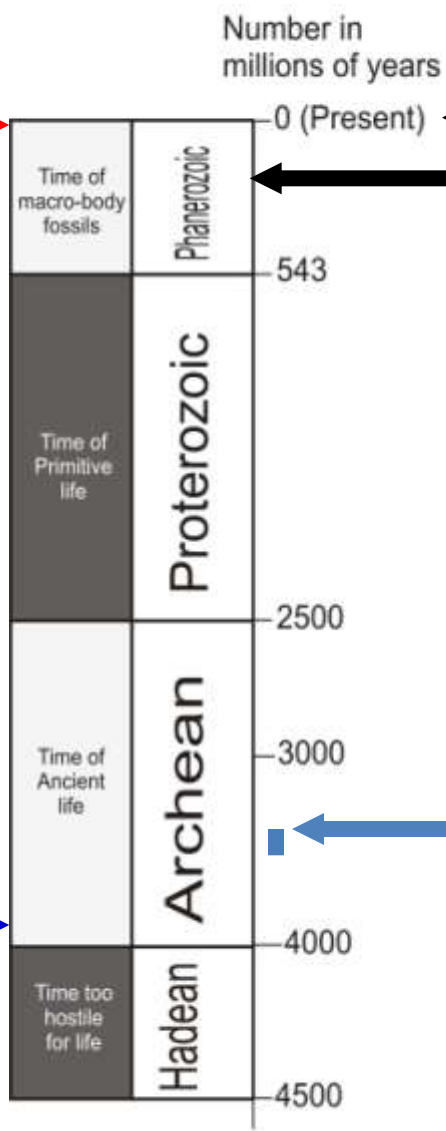 Number in
millions of years
0 (Present)
Time of
macro-body
fossils
Phanerozoic
543
Time of
Primitive
life
Proterozoic
2500
Time of
Ancient
life
Archean
3000
4000
Time too
hostile
for life
Hadean
4500